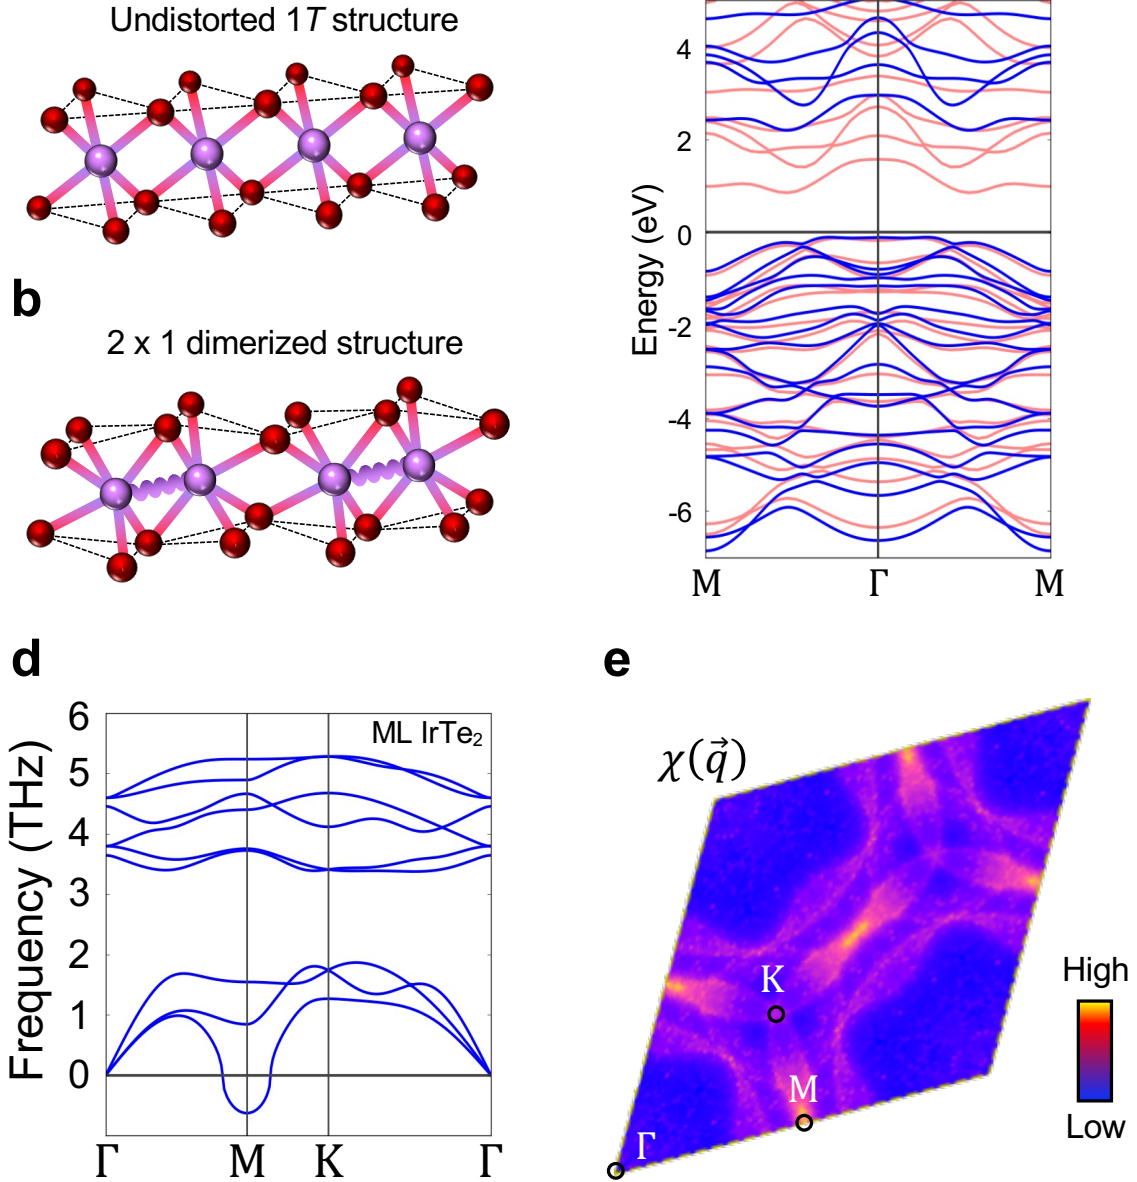 Undistorted 1T structure
b
2 x 1 dimerized structure
Energy (eV)
4
2
0
-2
-4
-6
M Γ M
d
Frequency (THz)
6
5
4
3
2
1
0
ML IrTe₂
Γ M K Γ
e
χ(q⃗)
K
M
Γ
High
Low